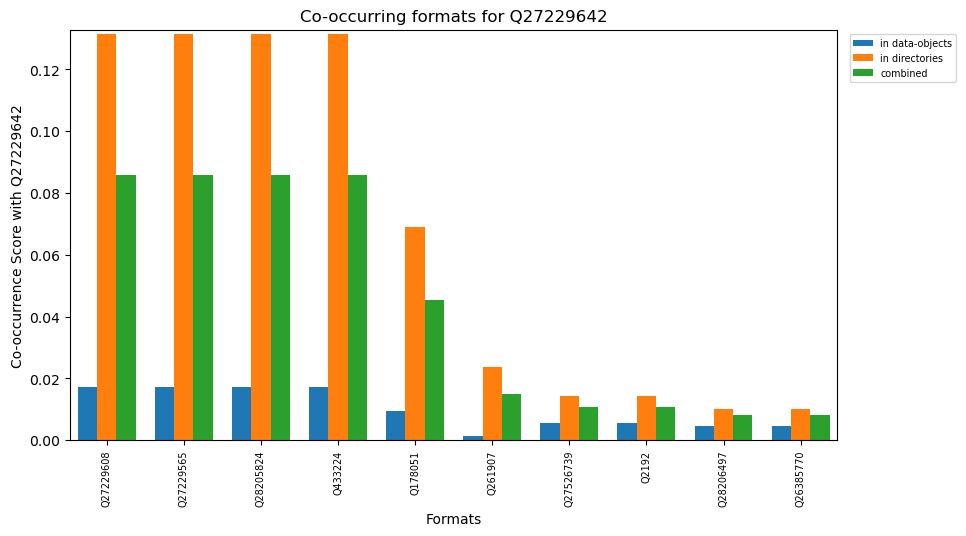 Co-occurring formats for Q27229642
Co-occurrence Score with Q27229642
0.12
0.10
0.08
0.06
0.04
0.02
0.00
Q27229608
Q27229565
Q28205824
Q433224
Q178051
Q261907
Q27526739
Q2192
Q28206497
Q26385770
Formats
in data-objects
in directories
combined